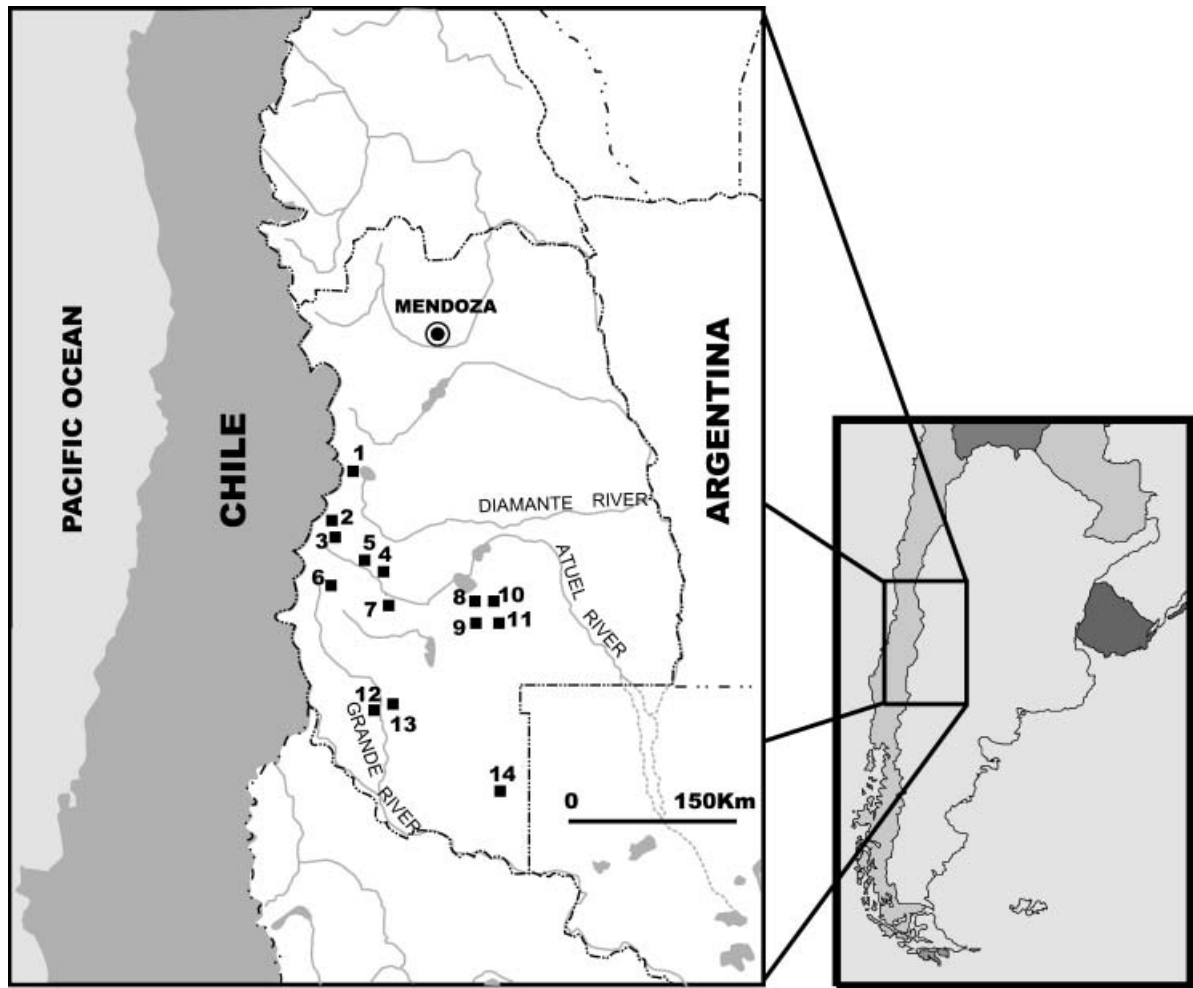 MENDOZA
PACIFIC OCEAN
CHILE
ARGENTINA
1
DIAMANTE RIVER
2
3
5
4
ATUEL RIVER
6
7
8
10
9
11
12
13
GRANDE RIVER
14
0 150Km